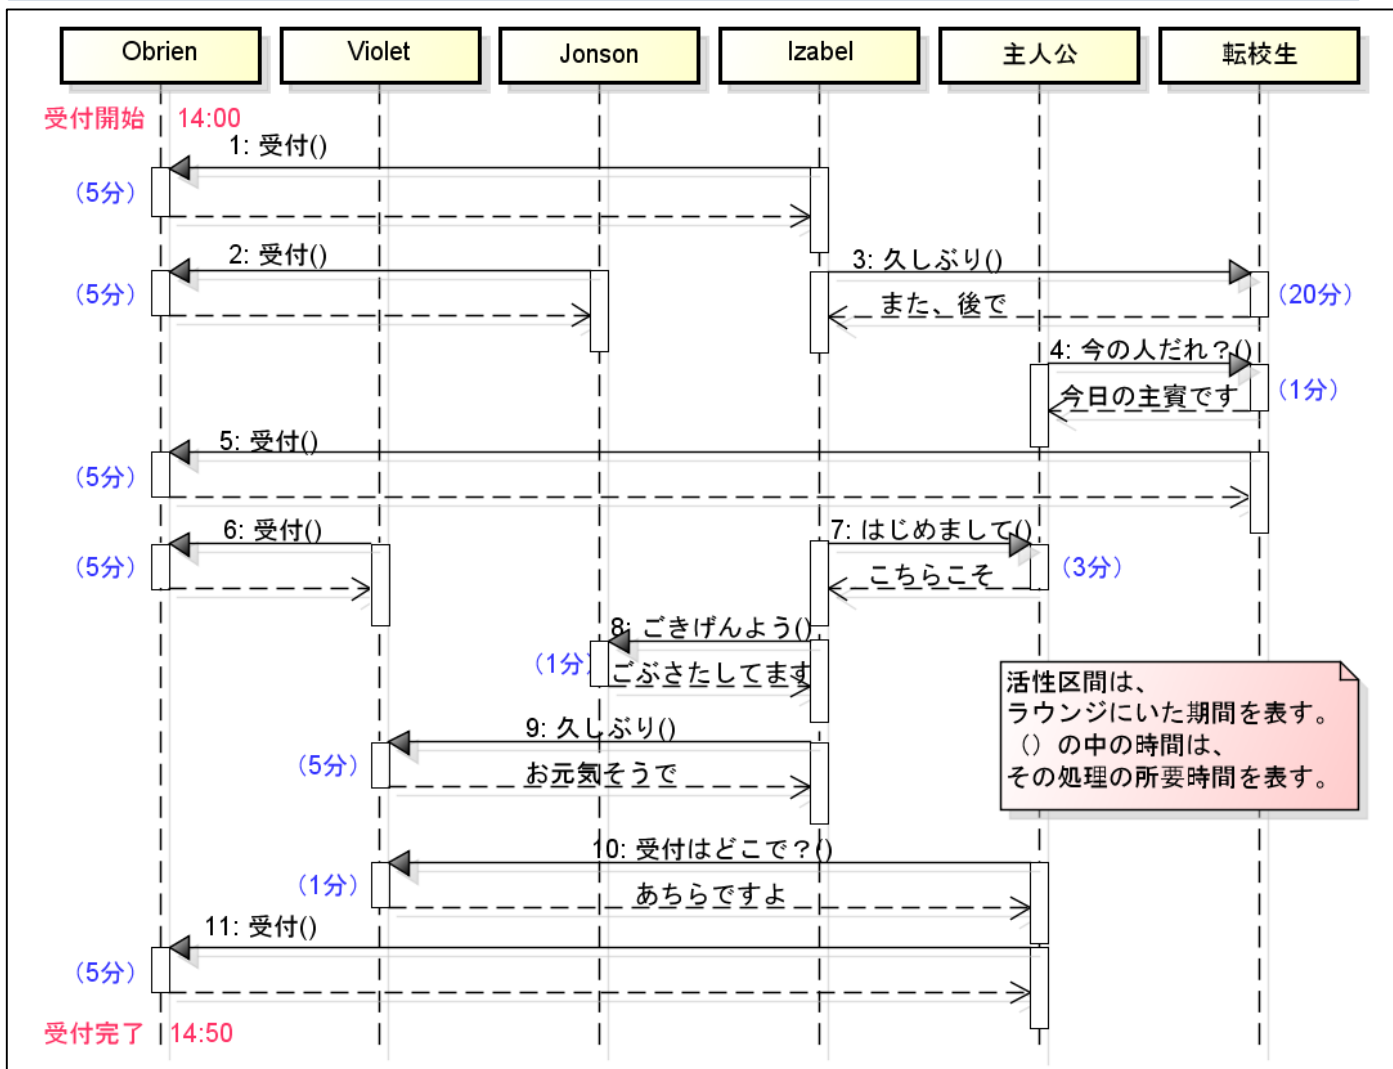 Obrien
Violet
Jonson
Izabel
主人公
転校生
受付開始 14:00
1: 受付()
(5分)
2: 受付()
3: 久しぶり()
(5分)
(20分)
また、後で
4: 今の人だれ？()
今日の主賓です
(1分)
5: 受付()
(5分)
6: 受付()
7: はじめまして()
(5分)
こちらこそ
(3分)
8: ごきげんよう()
(1分)
ごぶさたしてます
活性区間は、
ラウンジにいた期間を表す。
（）の中の時間は、
その処理の所要時間を表す。
9: 久しぶり()
(5分)
お元気そうで
10: 受付はどこで？()
(1分)
あちらですよ
11: 受付()
(5分)
受付完了 14:50